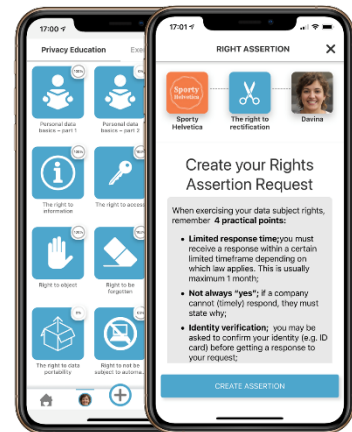 17:00
Privacy Education
Exe
100%
Personal data
basics – part 1
Personal data
basics – part 2
100%
The right to
information
The right to access
100%
Right to object
Right to be
forgotten
The right to data
portability
Right to not be
subject to automa..
17:01
RIGHT ASSERTION
Sporty
Helvetica
Sporty
Helvetica
The right to
rectification
Davina
Create your Rights
Assertion Request
When exercising your data subject rights,
remember 4 practical points:
• Limited response time;you must
receive a response within a certain
limited timeframe depending on
which law applies. This is usually
maximum 1 month;
• Not always "yes"; if a company
cannot (timely) respond, they must
state why;
• Identity verification; you may be
asked to confirm your identity (e.g. ID
card) before getting a response to
your request;
CREATE ASSERTION